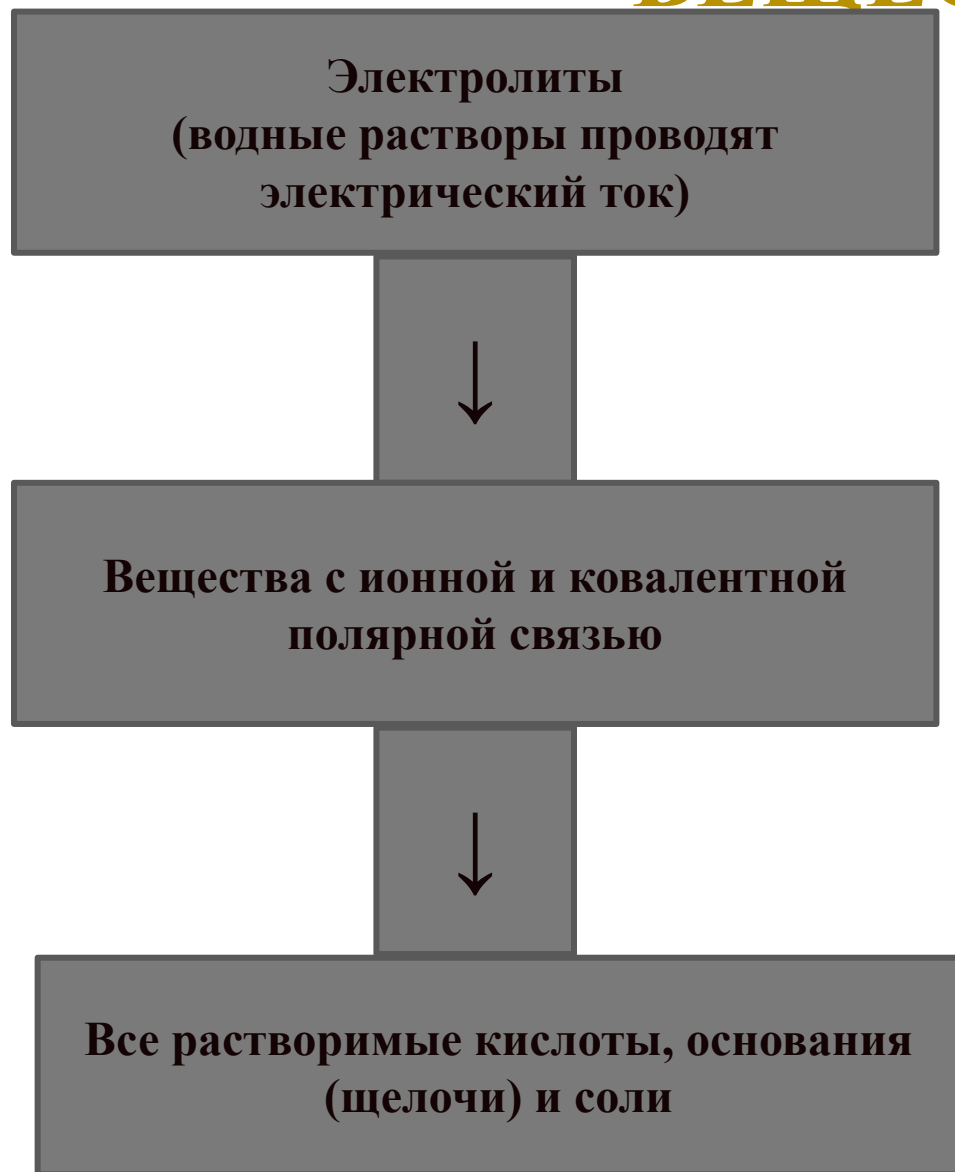 Электролиты
(водные растворы проводят
электрический ток)
↓
Вещества с ионной и ковалентной
полярной связью
↓
Все растворимые кислоты, основания
(щелочи) и соли